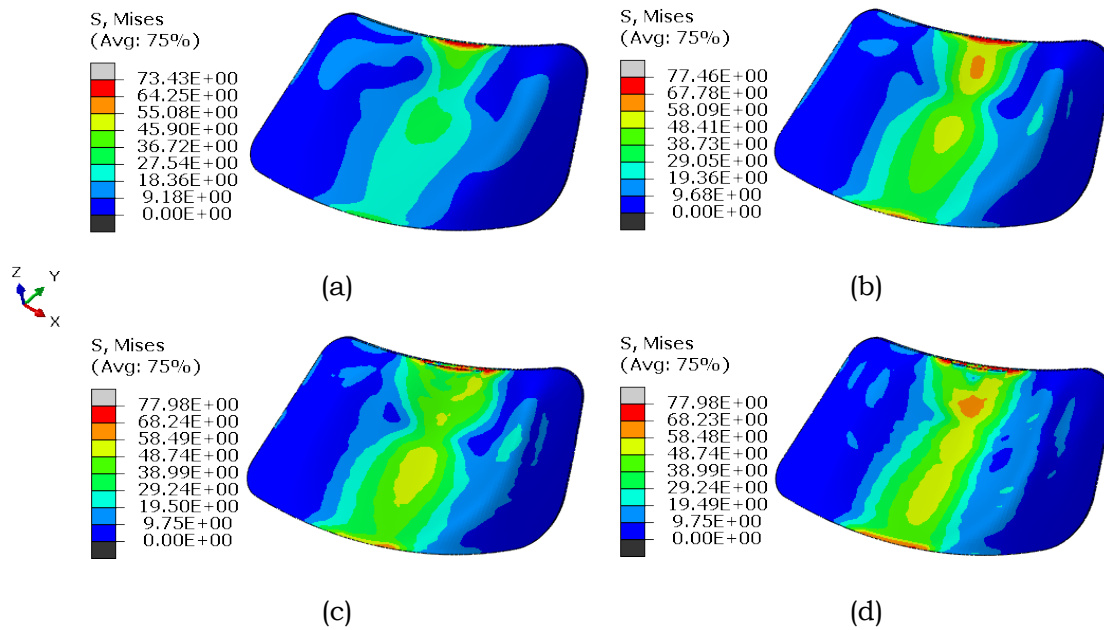 S, Mises
(Avg: 75%)
73.43E+00
64.25E+00
55.08E+00
45.90E+00
36.72E+00
27.54E+00
18.36E+00
9.18E+00
0.00E+00
(a)
S, Mises
(Avg: 75%)
77.46E+00
67.78E+00
58.09E+00
48.41E+00
38.73E+00
29.05E+00
19.36E+00
9.68E+00
0.00E+00
(b)
Z
Y
X
S, Mises
(Avg: 75%)
77.98E+00
68.24E+00
58.49E+00
48.74E+00
38.99E+00
29.24E+00
19.50E+00
9.75E+00
0.00E+00
(c)
S, Mises
(Avg: 75%)
77.98E+00
68.23E+00
58.48E+00
48.74E+00
38.99E+00
29.24E+00
19.49E+00
9.75E+00
0.00E+00
(d)